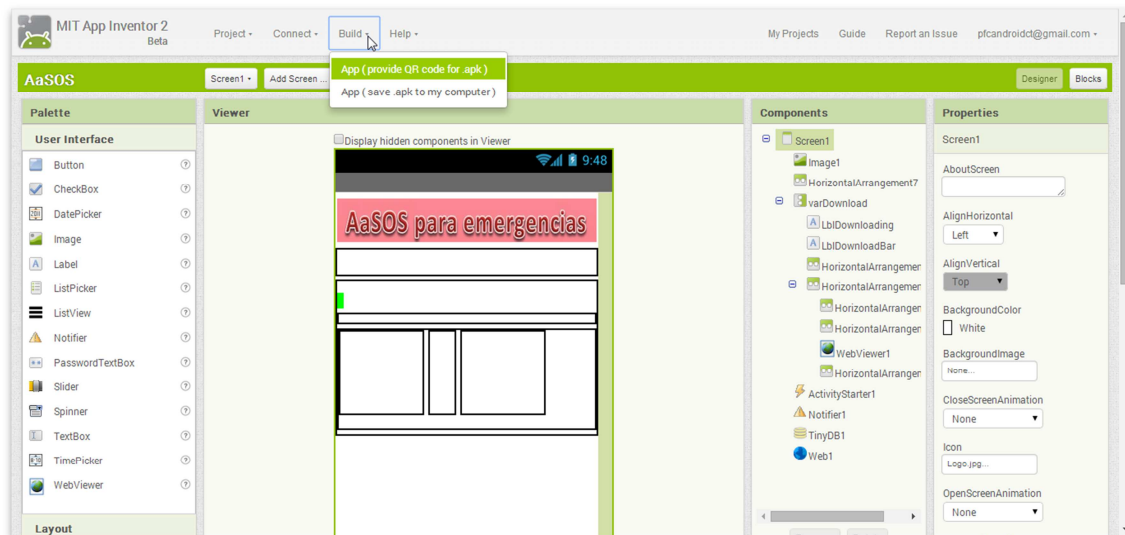 MIT App Inventor 2
Beta
Project
Connect
Build
Help
My Projects
Guide
Report an Issue
pfcandroidct@gmail.com
App ( provide QR code for .apk )
App ( save .apk to my computer )
AaSOS
Screen1
Add Screen ...
Designer
Blocks
Palette
User Interface
Button
CheckBox
DatePicker
Image
Label
ListPicker
ListView
Notifier
PasswordTextBox
Slider
Spinner
TextBox
TimePicker
WebViewer
Layout
Viewer
Display hidden components in Viewer
9:48
AaSOS para emergencias
Components
Screen1
Image1
HorizontalArrangement7
varDownload
LblDownloading
LblDownloadBar
HorizontalArrangemer
HorizontalArrangemer
HorizontalArranger
HorizontalArranger
WebViewer1
HorizontalArranger
ActivityStarter1
Notifier1
TinyDB1
Web1
Properties
Screen1
AboutScreen
AlignHorizontal
Left
AlignVertical
Top
BackgroundColor
White
BackgroundImage
None...
CloseScreenAnimation
None
Icon
Logo.jpg...
OpenScreenAnimation
None